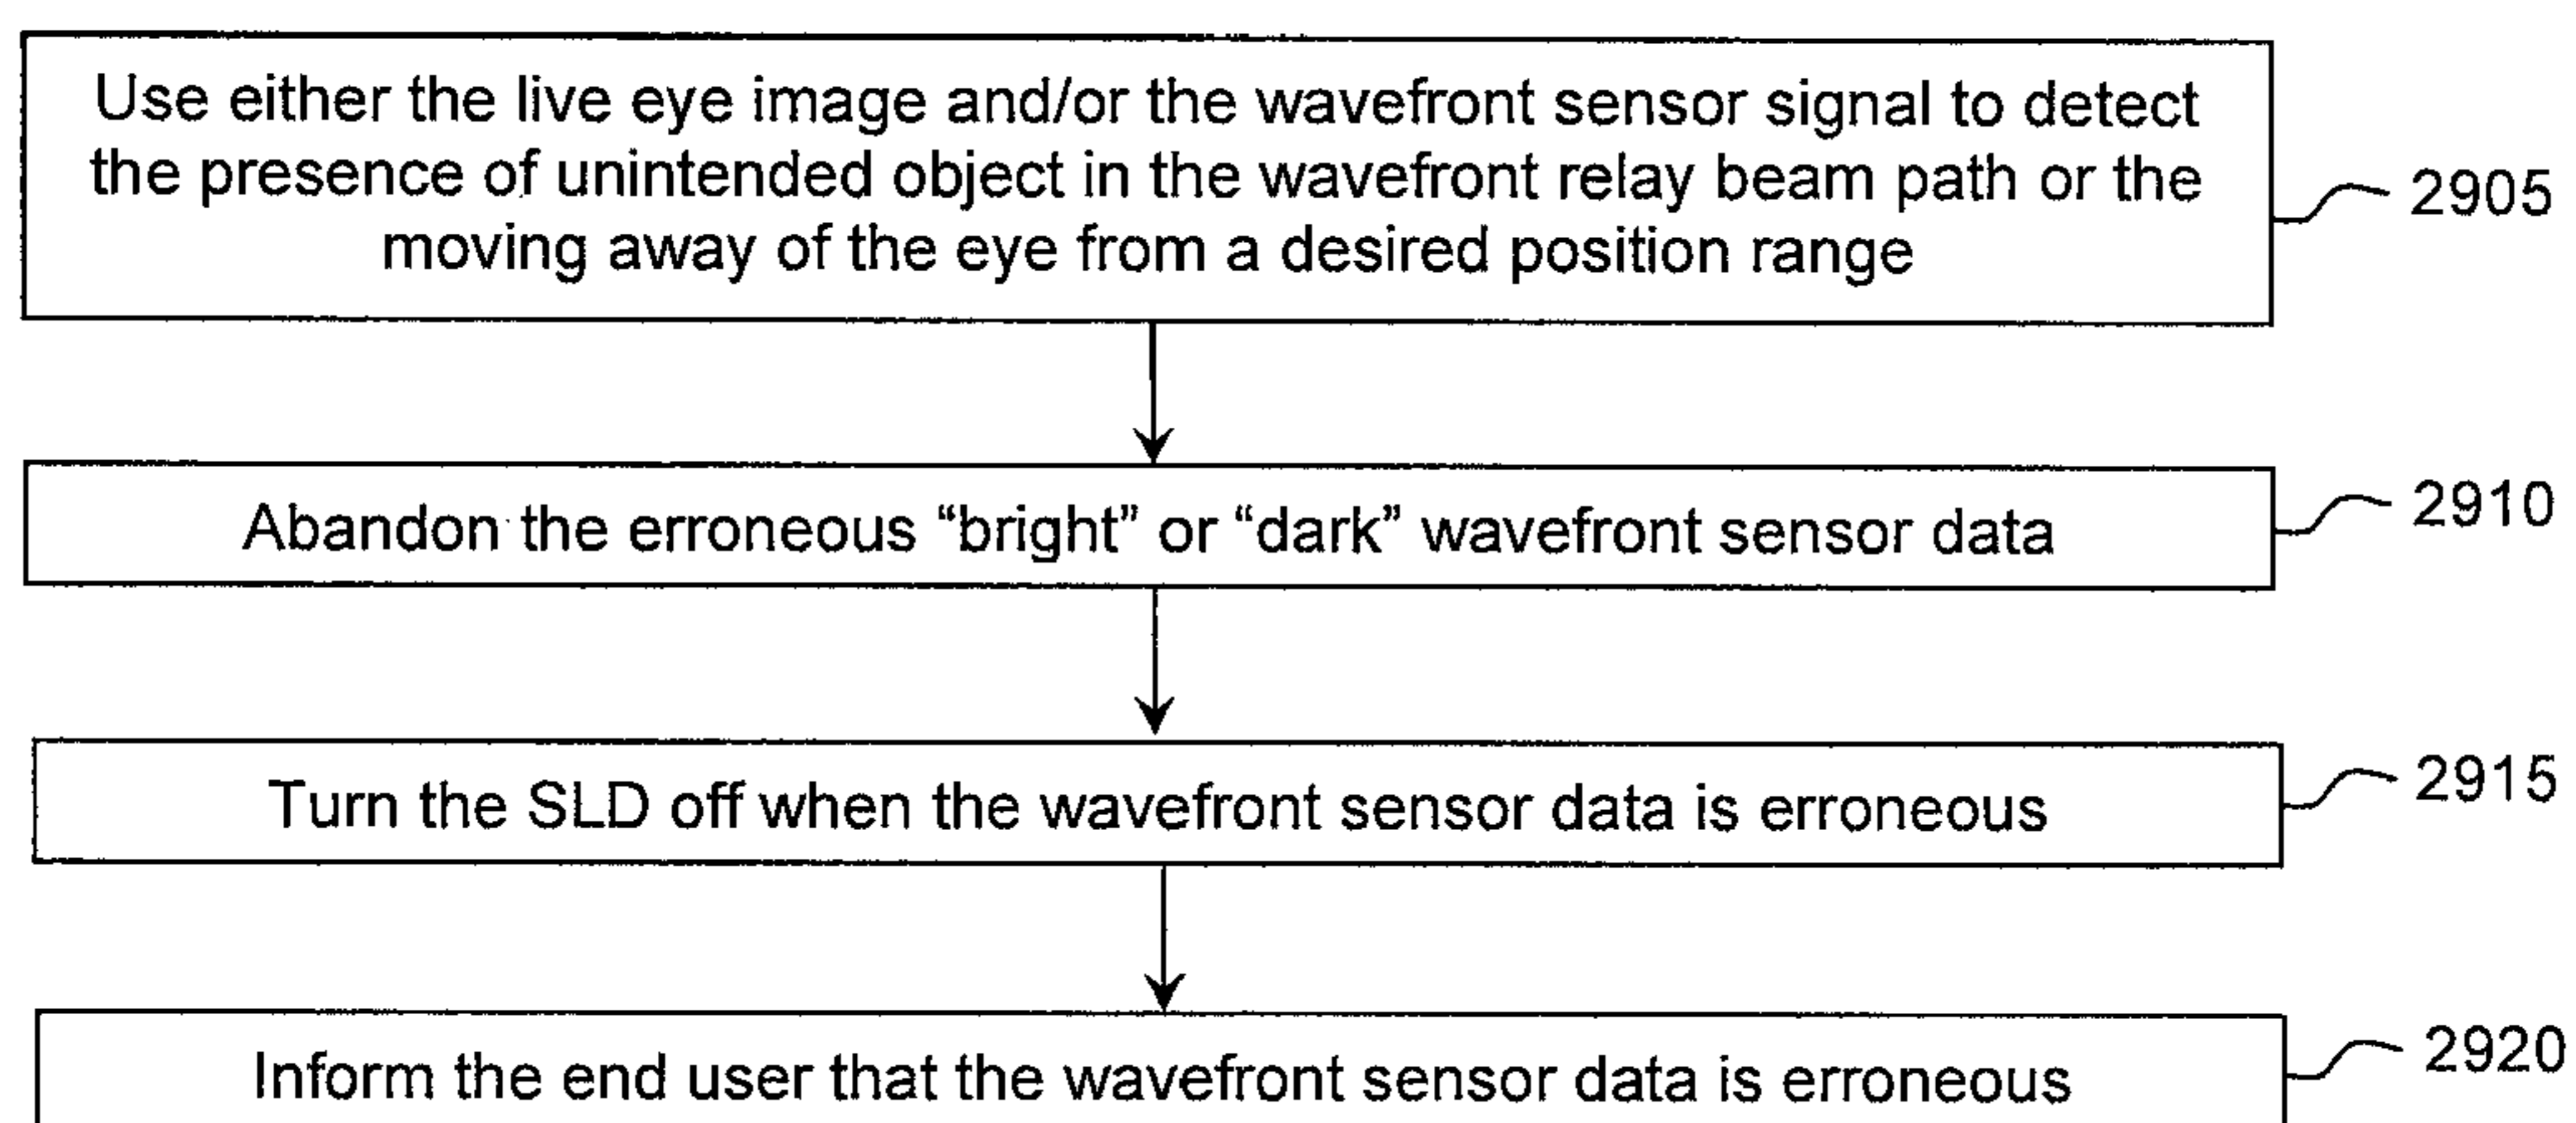 Use either the live eye image and/or the wavefront sensor signal to detect
the presence of unintended object in the wavefront relay beam path or the
moving away of the eye from a desired position range
2905
Abandon the erroneous “bright” or “dark” wavefront sensor data
2910
Turn the SLD off when the wavefront sensor data is erroneous
2915
Inform the end user that the wavefront sensor data is erroneous
2920